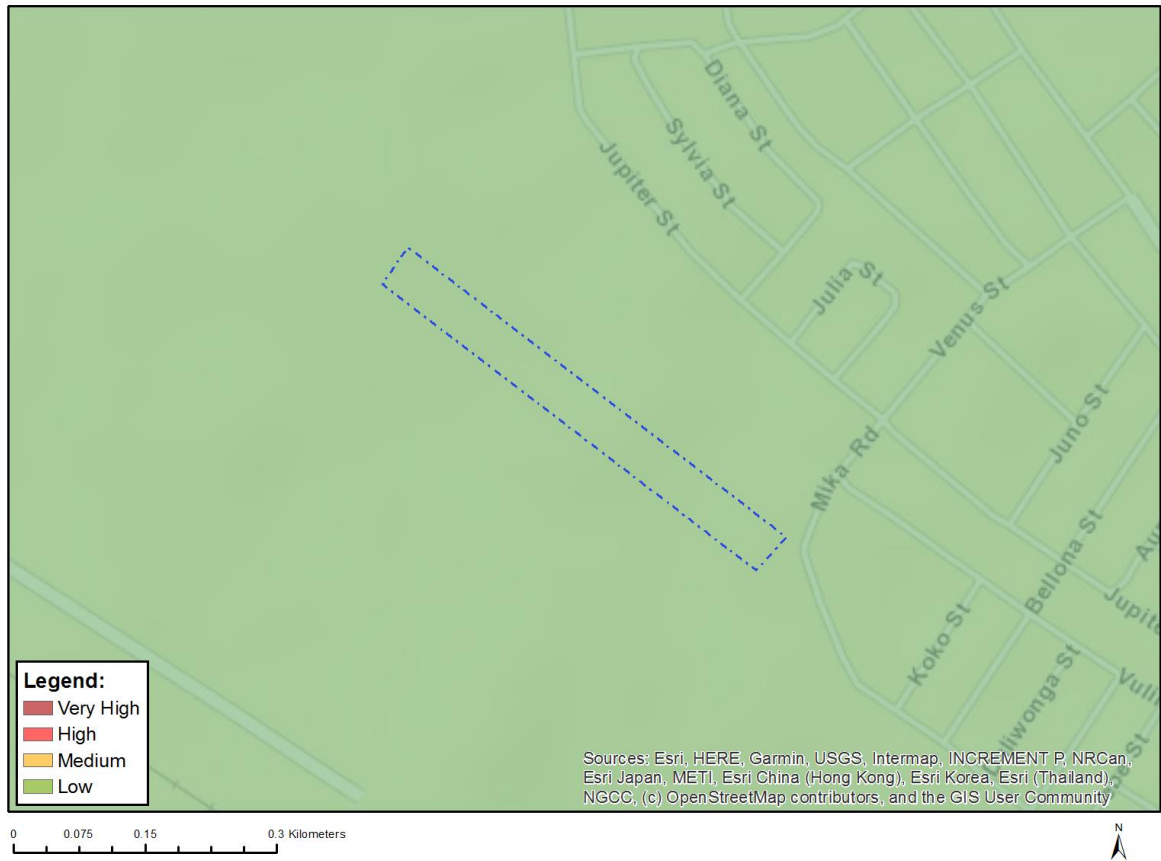 Diana St
Sylvia St
Jupiter St
Julia St
Venus St
Juno St
Mika Rd
Bellona St
Koko St
Legend:
Very High
High
Medium
Low
Sources: Esri, HERE, Garmin, USGS, Intermap, INCREMENT P, NRCan,
Esri Japan, METI, Esri China (Hong Kong), Esri Korea, Esri (Thailand),
NGCC, (c) OpenStreetMap contributors, and the GIS User Community
0 0.075 0.15 0.3 Kilometers
N